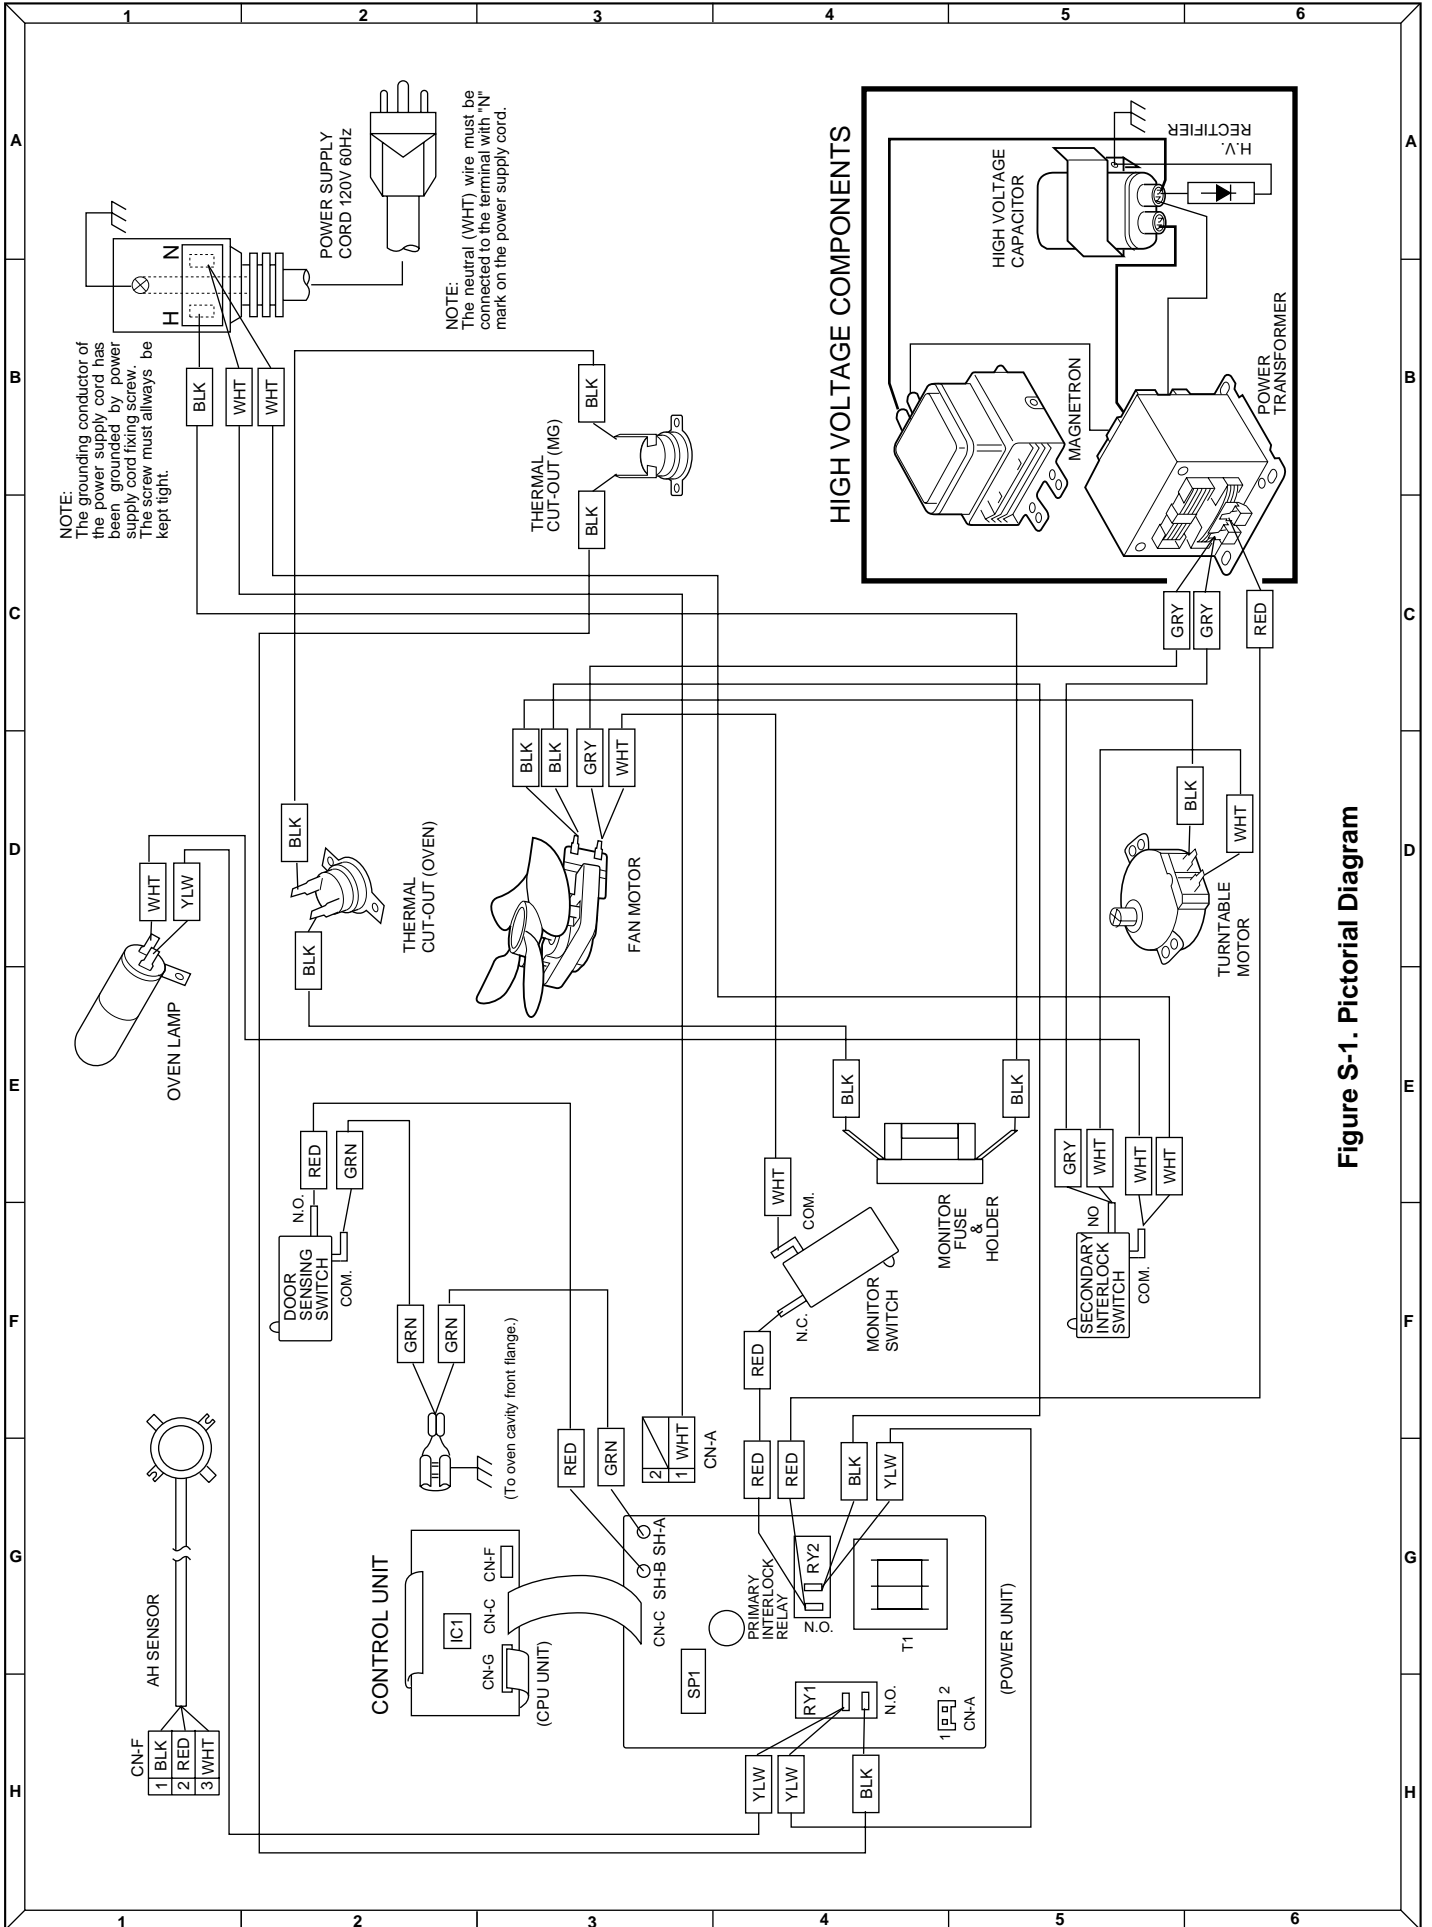 1
2
3
4
5
6
A
B
C
D
E
F
G
H
A
B
C
D
E
F
G
H
1
2
3
4
5
6
NOTE:
The grounding conductor of
the power supply cord has
been grounded by power
supply cord fixing screw.
The screw must allways be
kept tight.
H
N
BLK
WHT
WHT
POWER SUPPLY
CORD 120V 60Hz
NOTE:
The neutral (WHT) wire must be
connected to the terminal with "N"
mark on the power supply cord.
THERMAL
CUT-OUT (MG)
BLK
BLK
HIGH VOLTAGE COMPONENTS
HIGH VOLTAGE
CAPACITOR
H.V.
RECTIFIER
MAGNETRON
POWER
TRANSFORMER
GRY
GRY
RED
OVEN LAMP
WHT
YLW
THERMAL
CUT-OUT (OVEN)
BLK
BLK
FAN MOTOR
BLK
BLK
GRY
WHT
TURNTABLE
MOTOR
BLK
WHT
DOOR
SENSING
SWITCH
N.O.
COM.
RED
GRN
GRN
GRN
(To oven cavity front flange.)
MONITOR
SWITCH
N.C.
COM.
WHT
RED
MONITOR
FUSE
&
HOLDER
BLK
BLK
SECONDARY
INTERLOCK
SWITCH
NO
COM.
GRY
WHT
WHT
WHT
AH SENSOR
CN-F
1 BLK
2 RED
3 WHT
CONTROL UNIT
IC1
CN-G
CN-C
CN-F
(CPU UNIT)
RED
GRN
2
1 WHT
CN-A
RED
RED
BLK
YLW
CN-C
SH-B
SH-A
PRIMARY
INTERLOCK
RELAY
RY2
N.O.
SP1
T1
RY1
N.O.
1
2
CN-A
(POWER UNIT)
YLW
YLW
BLK
Figure S-1. Pictorial Diagram